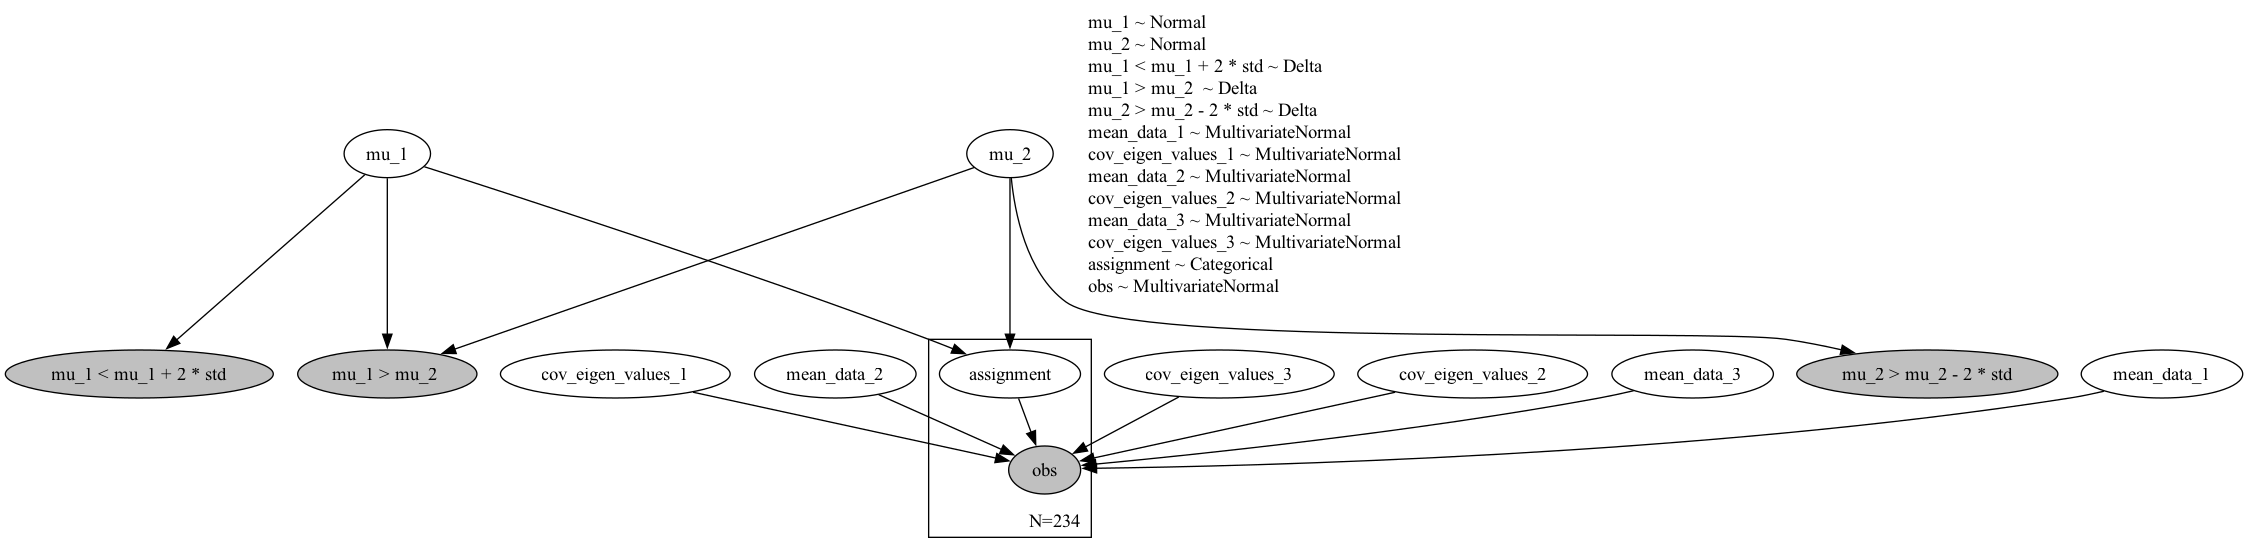 mu_1 ~ Normal
mu_2 ~ Normal
mu_1 < mu_1 + 2 * std ~ Delta
mu_1 > mu_2  ~ Delta
mu_2 > mu_2 - 2 * std ~ Delta
mean_data_1 ~ MultivariateNormal
cov_eigen_values_1 ~ MultivariateNormal
mean_data_2 ~ MultivariateNormal
cov_eigen_values_2 ~ MultivariateNormal
mean_data_3 ~ MultivariateNormal
cov_eigen_values_3 ~ MultivariateNormal
assignment ~ Categorical
obs ~ MultivariateNormal
mu_1
mu_2
mu_1 < mu_1 + 2 * std
mu_1 > mu_2
cov_eigen_values_1
mean_data_2
assignment
cov_eigen_values_3
cov_eigen_values_2
mean_data_3
mu_2 > mu_2 - 2 * std
mean_data_1
obs
N=234